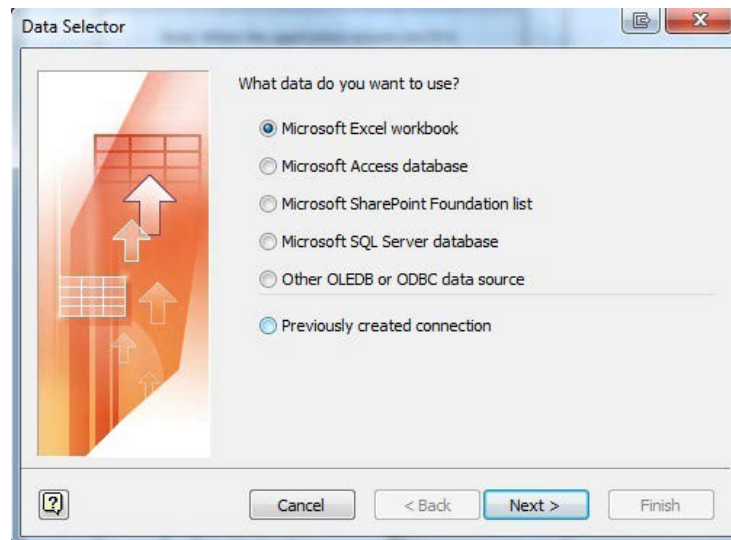 Data Selector
What data do you want to use?
Microsoft Excel workbook
Microsoft Access database
Microsoft SharePoint Foundation list
Microsoft SQL Server database
Other OLEDB or ODBC data source
Previously created connection
Cancel
< Back
Next >
Finish